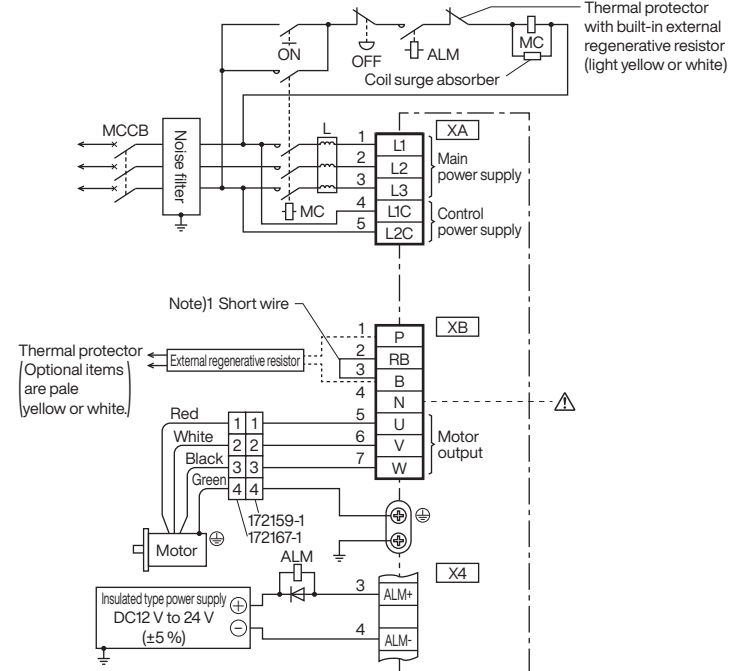 Thermal protector
with built-in external
regenerative resistor
(light yellow or white)
ON
OFF
ALM
MC
Coil surge absorber
MCCB
Noise filter
L
MC
XA
1 L1
2 L2
3 L3
4 L1C
5 L2C
Main
power supply
Control
power supply
Note)1 Short wire
XB
1 P
2 RB
3 B
4 N
5 U
6 V
7 W
Motor
output
Thermal protector
(Optional items
are pale
yellow or white.)
External regenerative resistor
Red
White
Black
Green
1 1
2 2
3 3
4 4
172159-1
172167-1
Motor
ALM
X4
Insulated type power supply
DC12 V to 24 V
(±5 %)
+
−
3 ALM+
4 ALM-